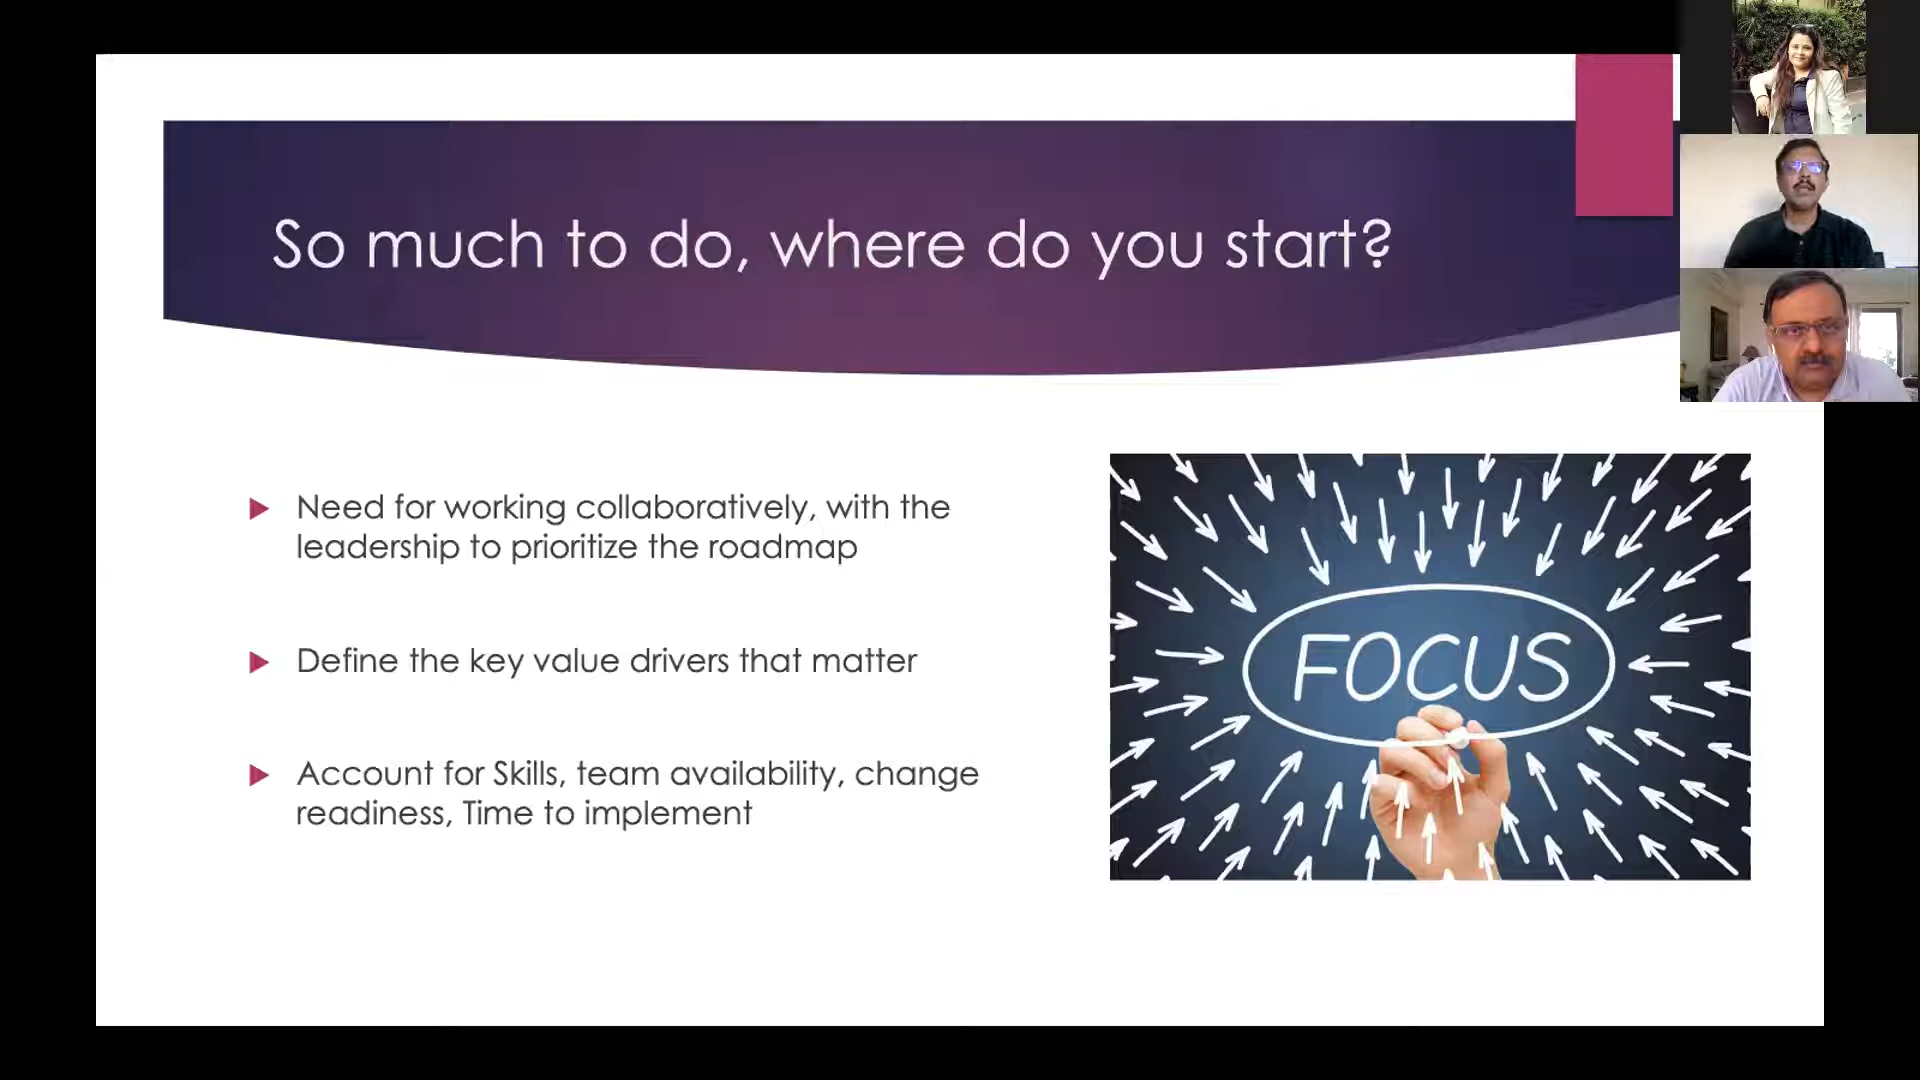 So much to do, where do you start?
Need for working collaboratively, with the
leadership to prioritize the roadmap
Define the key value drivers that matter
Account for Skills, team availability, change
readiness, Time to implement
FOCUS